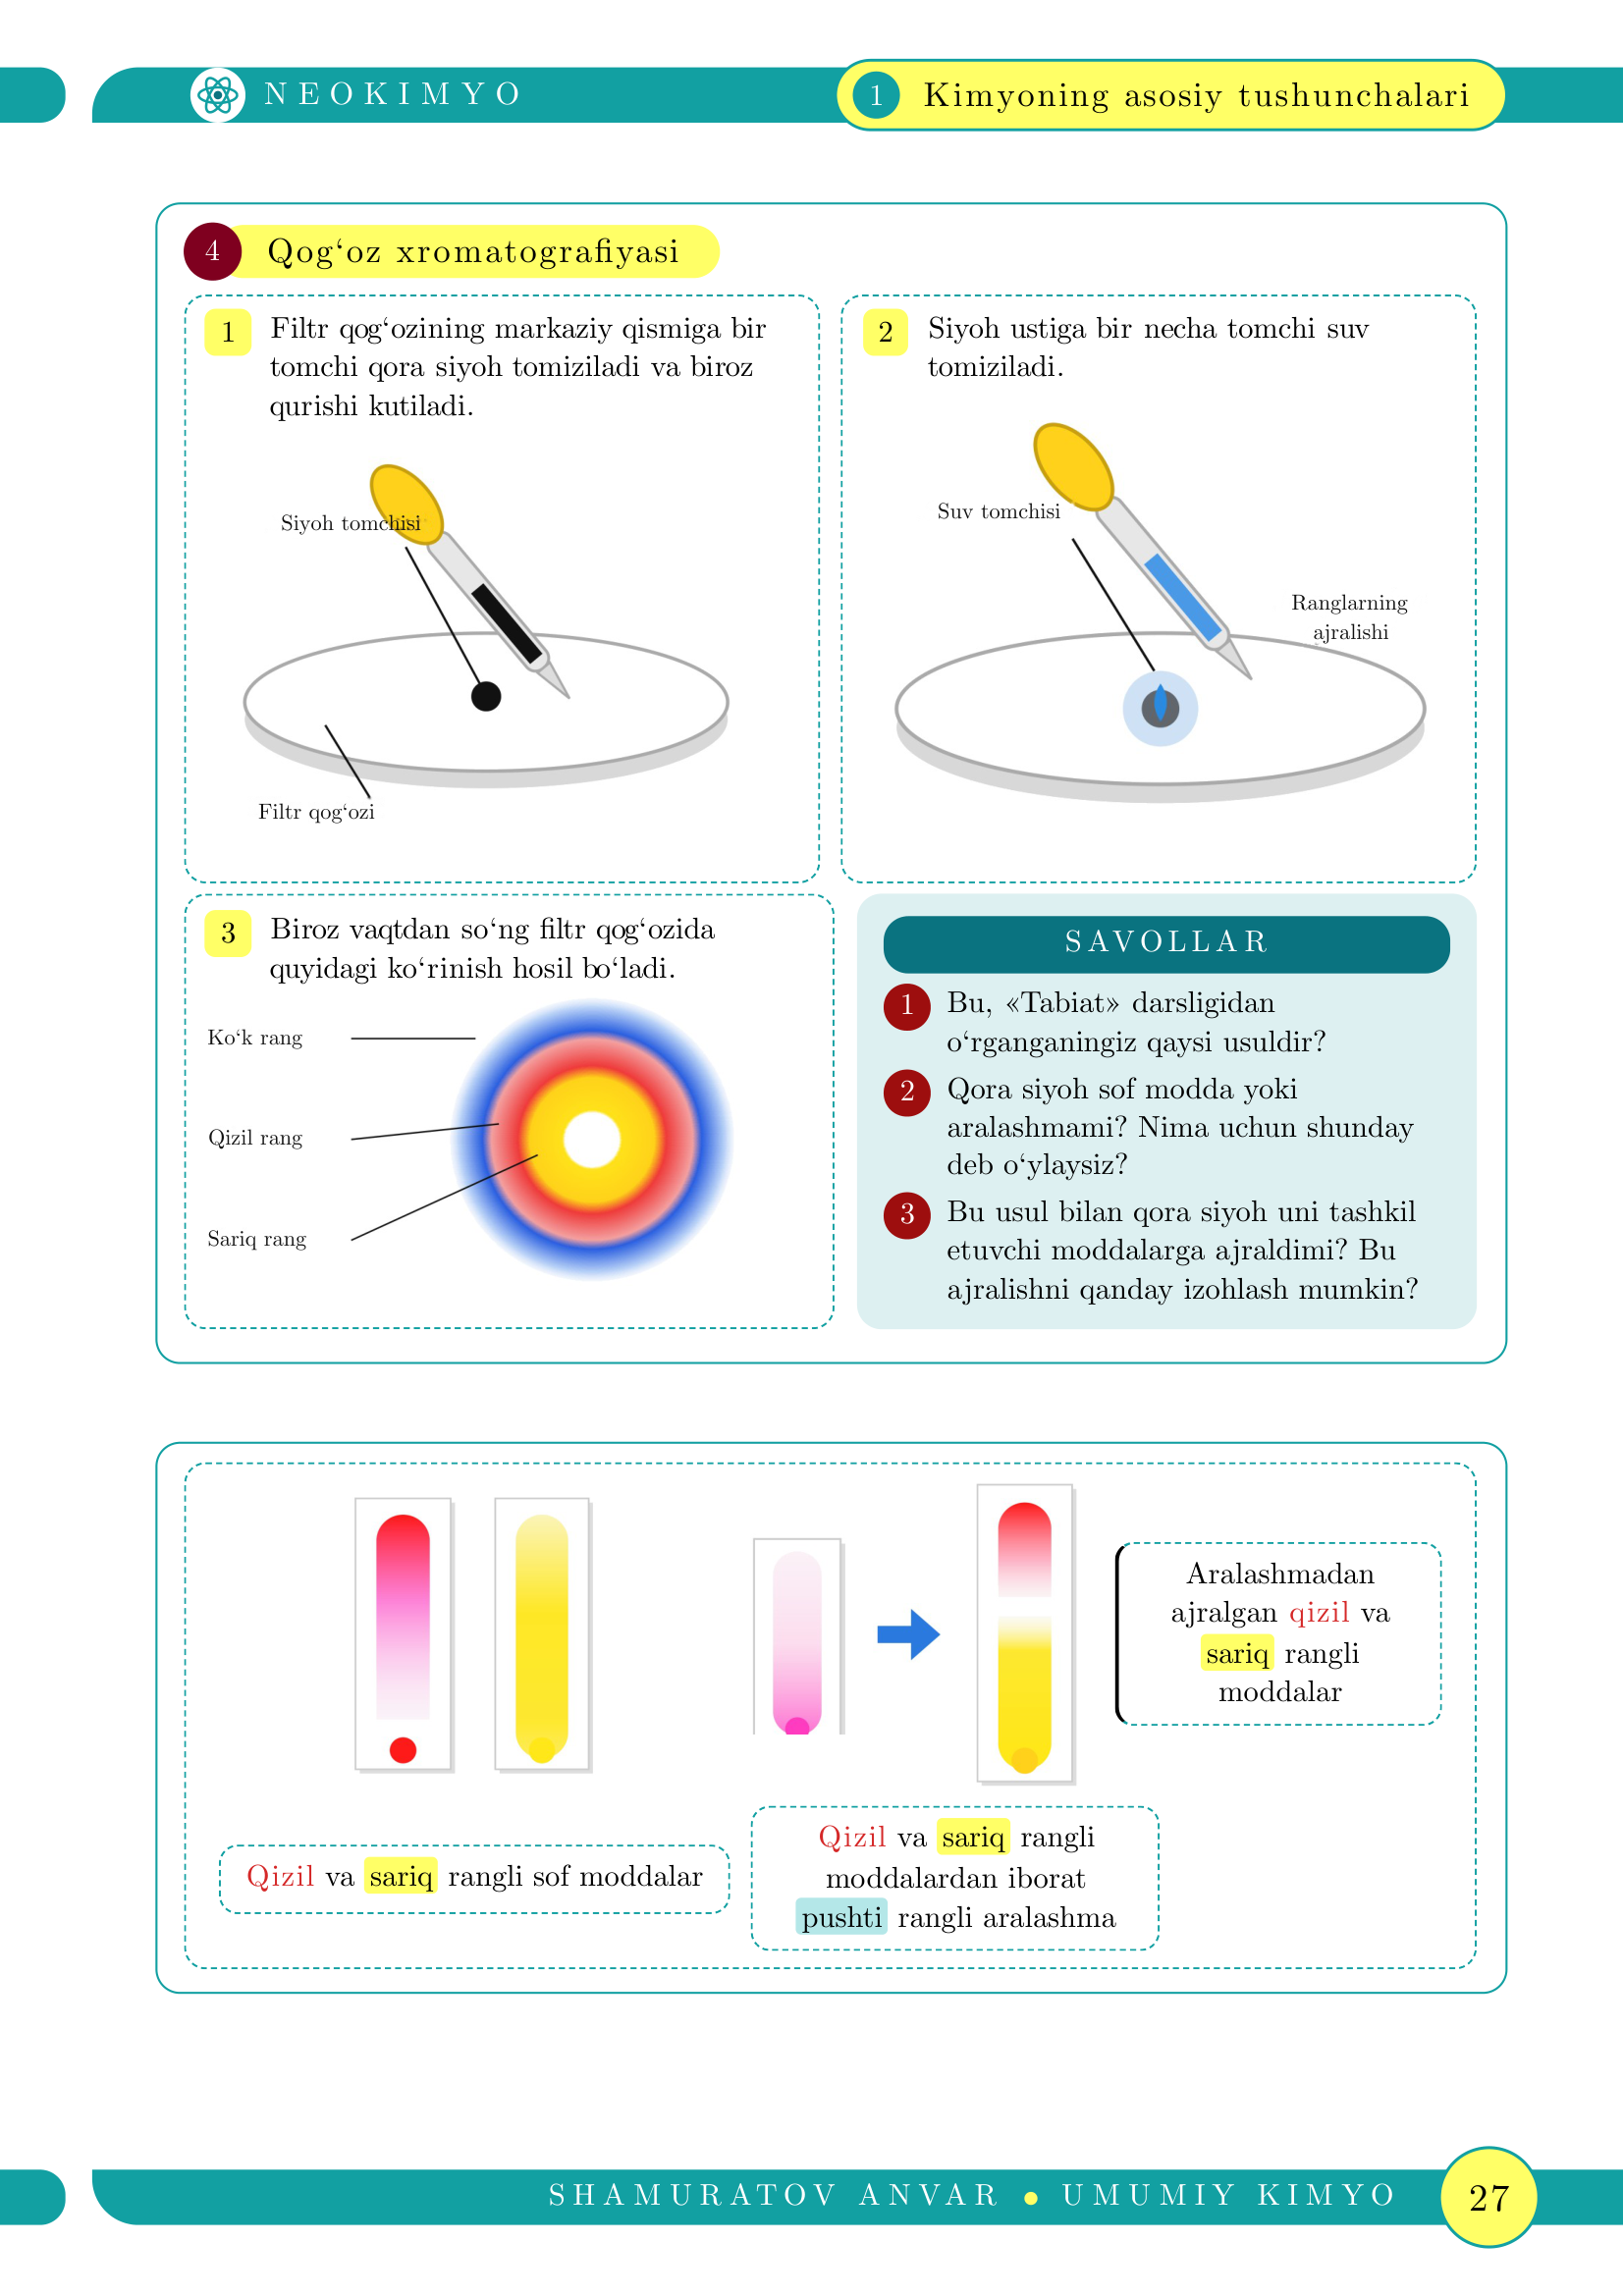 NEOKIMYO
1 Kimyoning asosiy tushunchalari
4 Qog‘oz xromatografiyasi
1 Filtr qog‘ozining markaziy qismiga bir
tomchi qora siyoh tomiziladi va biroz
qurishi kutiladi.
Siyoh tomchisi
Filtr qog‘ozi
2 Siyoh ustiga bir necha tomchi suv
tomiziladi.
Suv tomchisi
Ranglarning
ajralishi
3 Biroz vaqtdan so‘ng filtr qog‘ozida
quyidagi ko‘rinish hosil bo‘ladi.
Ko‘k rang
Qizil rang
Sariq rang
SAVOLLAR
1 Bu, «Tabiat» darsligidan
o‘rganganingiz qaysi usuldir?
2 Qora siyoh sof modda yoki
aralashmami? Nima uchun shunday
deb o‘ylaysiz?
3 Bu usul bilan qora siyoh uni tashkil
etuvchi moddalarga ajraldimi? Bu
ajralishni qanday izohlash mumkin?
Aralashmadan
ajralgan qizil va
sariq rangli
moddalar
Qizil va sariq rangli sof moddalar
Qizil va sariq rangli
moddalardan iborat
pushti rangli aralashma
SHAMURATOV ANVAR • UMUMIY KIMYO
27